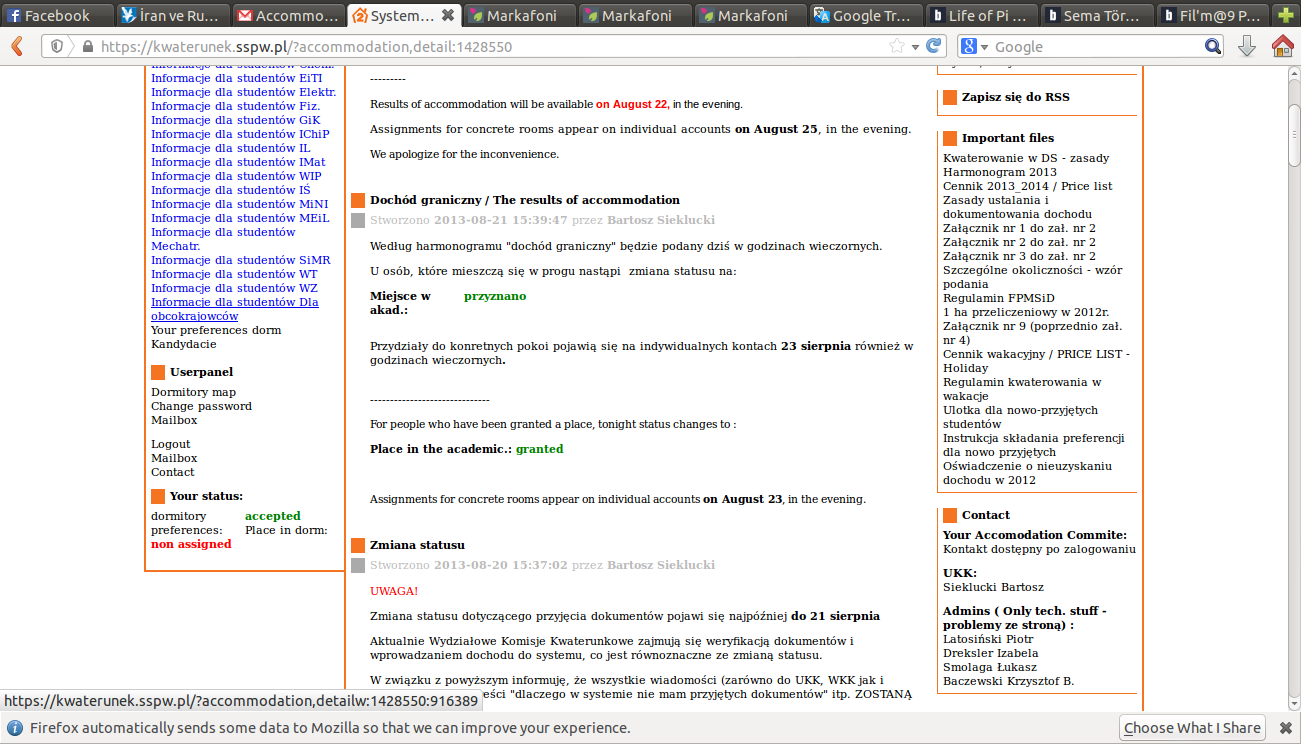 Facebook
İran ve Ru...
Accommo...
System...
Markafoni
Markafoni
Markafoni
Google Tr...
Life of Pi ...
Sema Tör...
Fil'm@9 P...
https://kwaterunek.sspw.pl/?accommodation,detail:1428550
Google
Informacje dla studentów Chem.
Informacje dla studentów EiTI
Informacje dla studentów Elektr.
Informacje dla studentów Fiz.
Informacje dla studentów GiK
Informacje dla studentów IChiP
Informacje dla studentów IL
Informacje dla studentów IMat
Informacje dla studentów WIP
Informacje dla studentów IŚ
Informacje dla studentów MiNI
Informacje dla studentów MEiL
Informacje dla studentów
Mechatr.
Informacje dla studentów SiMR
Informacje dla studentów WT
Informacje dla studentów WZ
Informacje dla studentów Dla
obcokrajowców
Your preferences dorm
Kandydacie
Userpanel
Dormitory map
Change password
Mailbox
Logout
Mailbox
Contact
Your status:
dormitory accepted
preferences: Place in dorm:
non assigned
---------
Results of accommodation will be available on August 22, in the evening.
Assignments for concrete rooms appear on individual accounts on August 25, in the evening.
We apologize for the inconvenience.
Dochód graniczny / The results of accommodation
Stworzono 2013-08-21 15:39:47 przez Bartosz Sieklucki
Według harmonogramu "dochód graniczny" będzie podany dziś w godzinach wieczornych.
U osób, które mieszczą się w progu nastąpi zmiana statusu na:
Miejsce w przyznano
akad.:
Przydziały do konretnych pokoi pojawią się na indywidualnych kontach 23 sierpnia również w
godzinach wieczornych.
------------------------------
For people who have been granted a place, tonight status changes to :
Place in the academic.: granted
Assignments for concrete rooms appear on individual accounts on August 23, in the evening.
Zmiana statusu
Stworzono 2013-08-20 15:37:02 przez Bartosz Sieklucki
UWAGA!
Zmiana statusu dotyczącego przyjęcia dokumentów pojawi się najpóźniej do 21 sierpnia
Aktualnie Wydziałowe Komisje Kwaterunkowe zajmują się weryfikacją dokumentów i
wprowadzaniem dochodu do systemu, co jest równoznaczne ze zmianą statusu.
W związku z powyższym informuję, że wszystkie wiadomości (zarówno do UKK, WKK jak i
eści "dlaczego w systemie nie mam przyjętych dokumentów" itp. ZOSTANĄ
Zapisz się do RSS
Important files
Kwaterowanie w DS - zasady
Harmonogram 2013
Cennik 2013_2014 / Price list
Zasady ustalania i
dokumentowania dochodu
Załącznik nr 1 do zał. nr 2
Załącznik nr 2 do zał. nr 2
Załącznik nr 3 do zał. nr 2
Szczególne okoliczności - wzór
podania
Regulamin FPMSiD
1 ha przeliczeniowy w 2012r.
Załącznik nr 9 (poprzednio zał.
nr 4)
Cennik wakacyjny / PRICE LIST -
Holiday
Regulamin kwaterowania w
wakacje
Ulotka dla nowo-przyjętych
studentów
Instrukcja składania preferencji
dla nowo przyjętych
Oświadczenie o nieuzyskaniu
dochodu w 2012
Contact
Your Accomodation Commite:
Kontakt dostępny po zalogowaniu
UKK:
Sieklucki Bartosz
Admins ( Only tech. stuff -
problemy ze stroną) :
Latosiński Piotr
Dreksler Izabela
Smolaga Łukasz
Baczewski Krzysztof B.
https://kwaterunek.sspw.pl/?accommodation,detailw:1428550:916389
Firefox automatically sends some data to Mozilla so that we can improve your experience.
Choose What I Share